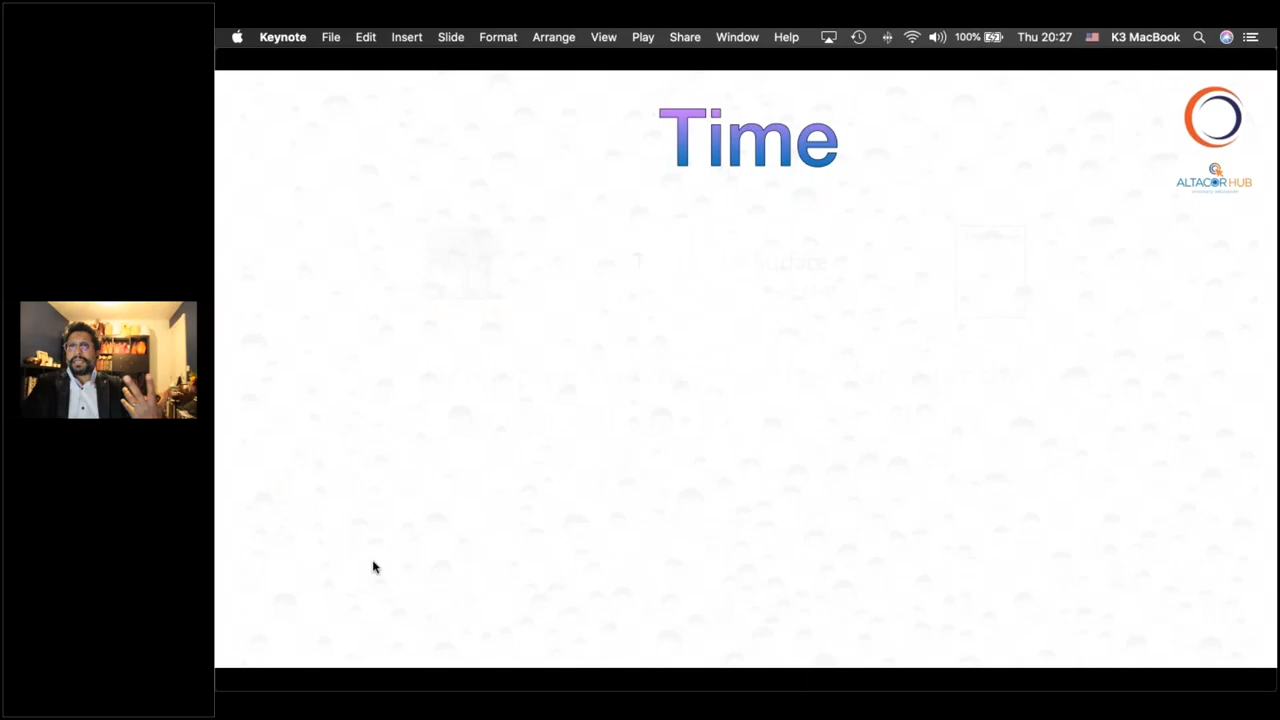 Keynote File Edit Insert Slide Format Arrange View Play Share Window Help 100% Thu 20:27 K3 MacBook
Time
ALTACOR HUB